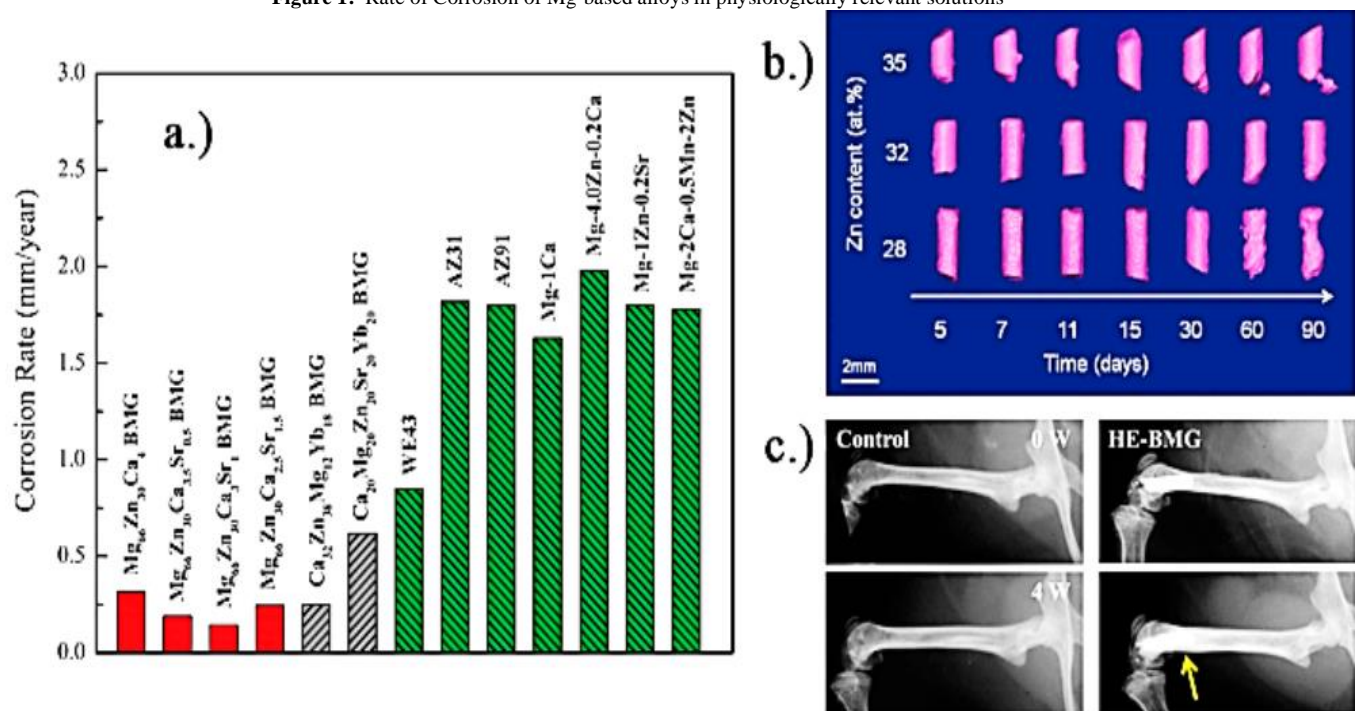 Figure 1: Rate of Corrosion of Mg-based alloys in physiologically relevant solutions
a.)
Corrosion Rate (mm/year)
3.0
2.5
2.0
1.5
1.0
0.5
0.0
Mg₆₆Zn₃₀Ca₄ BMG
Mg₆₆Zn₃₀Ca₃.₅Sr₀.₅ BMG
Mg₆₆Zn₃₀Ca₃Sr₁ BMG
Mg₆₆Zn₃₀Ca₂.₅Sr₁.₅ BMG
Ca₃₂Zn₃₈Mg₁₂Yb₁₈ BMG
Ca₂₀Mg₂₀Zn₂₀Sr₂₀Yb₂₀ BMG
WE43
AZ31
AZ91
Mg-1Ca
Mg-4.0Zn-0.2Ca
Mg-1Zn-0.2Sr
Mg-2Ca-0.5Mn-2Zn
b.)
Zn content (at.%)
35
32
28
5 7 11 15 30 60 90
Time (days)
2mm
c.)
Control 0 W
HE-BMG
4 W